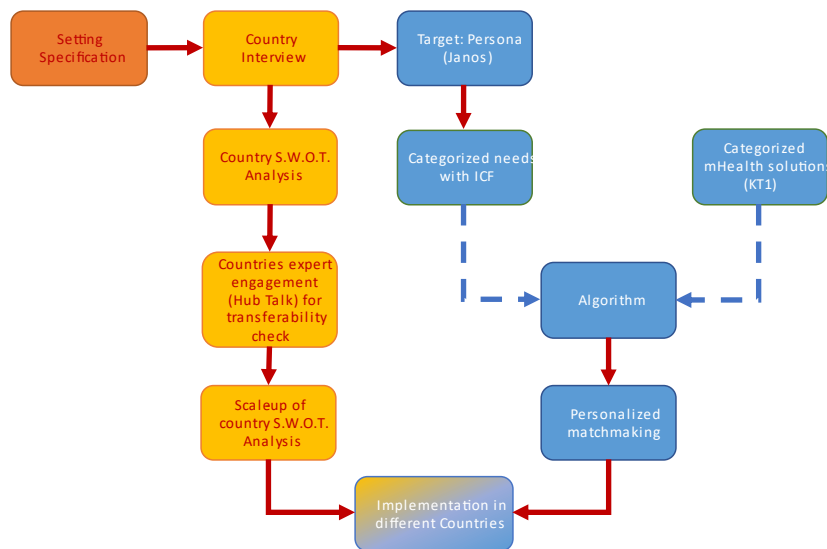 Setting
Specification
Country
Interview
Target: Persona
(Janos)
Country S.W.O.T.
Analysis
Categorized needs
with ICF
Categorized
mHealth solutions
(KT1)
Countries expert
engagement
(Hub Talk) for
transferability
check
Algorithm
Scaleup of
country S.W.O.T.
Analysis
Personalized
matchmaking
Implementation in
different Countries